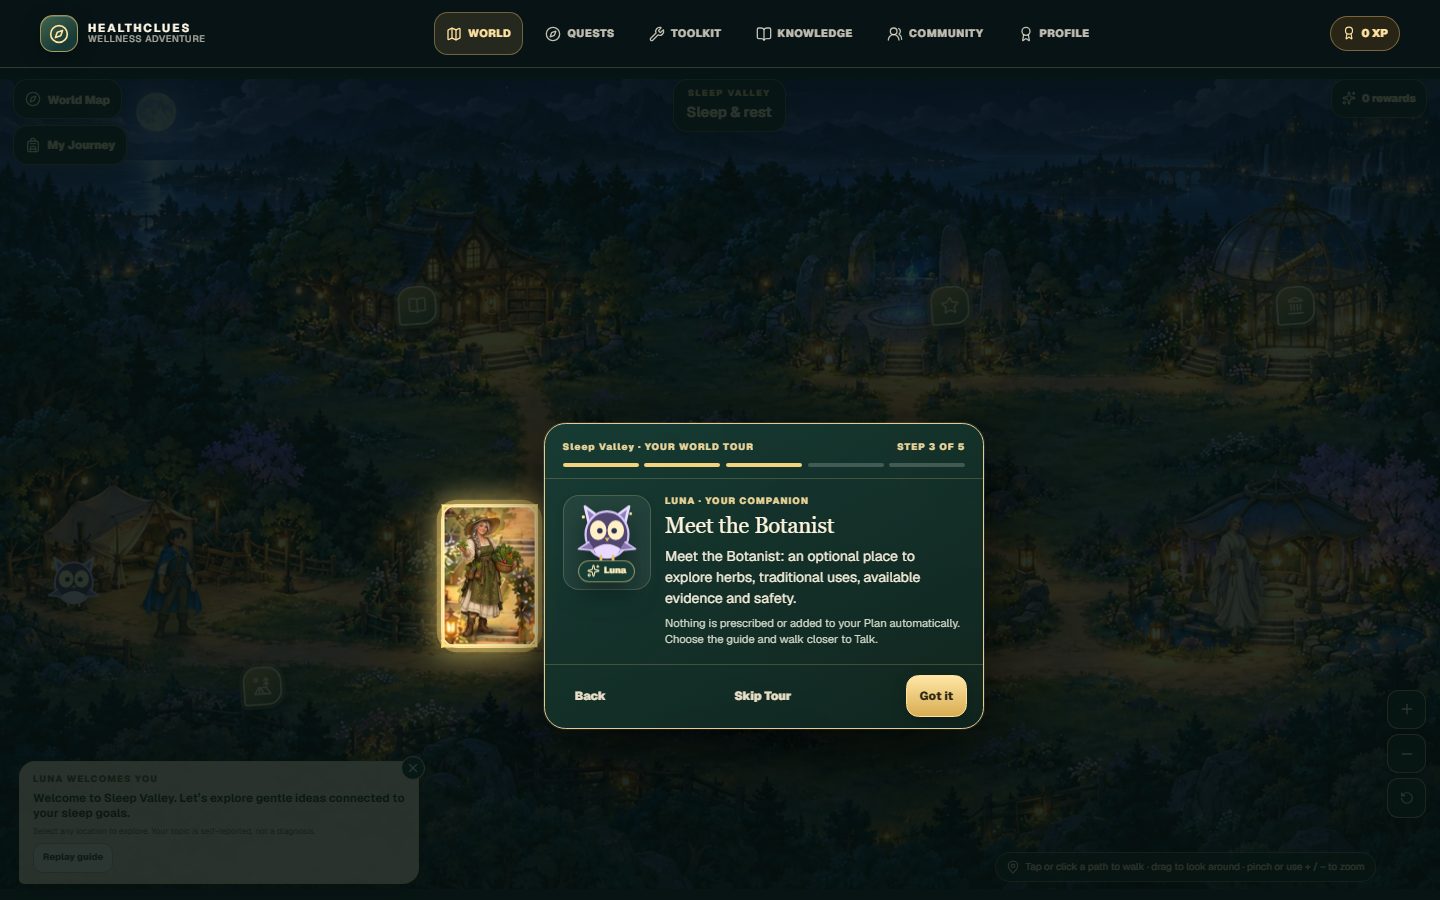 HEALTHCLUES
WELLNESS ADVENTURE
WORLD
QUESTS
TOOLKIT
KNOWLEDGE
COMMUNITY
PROFILE
0 XP
World Map
My Journey
SLEEP VALLEY
Sleep & rest
0 rewards
Sleep Valley · YOUR WORLD TOUR
STEP 3 OF 5
LUNA · YOUR COMPANION
Meet the Botanist
Luna
Meet the Botanist: an optional place to
explore herbs, traditional uses, available
evidence and safety.
Nothing is prescribed or added to your Plan automatically.
Choose the guide and walk closer to Talk.
Back
Skip Tour
Got it
LUNA WELCOMES YOU
Welcome to Sleep Valley. Let's explore gentle ideas connected to
your sleep goals.
Select any location to explore. Your topic is self-reported, not a diagnosis.
Replay guide
Tap or click a path to walk · drag to look around · pinch or use + / − to zoom